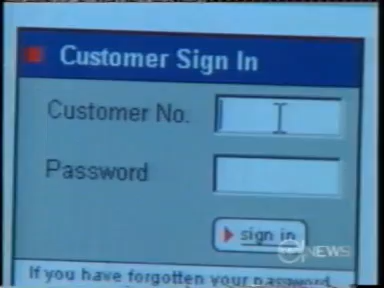 Customer Sign In
Customer No.
Password
sign in
NEWS
If you have forgotten your password